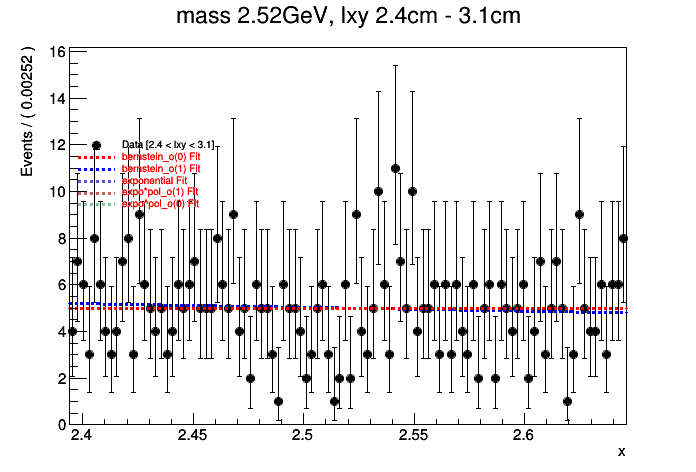 mass 2.52GeV, lxy 2.4cm - 3.1cm
Events / ( 0.00252 )
16
14
12
10
8
6
4
2
0
Data [2.4 < lxy < 3.1]
bernstein_o(0) Fit
bernstein_o(1) Fit
exponential Fit
expo*pol_o(1) Fit
expo*pol_o(0) Fit
2.4 2.45 2.5 2.55 2.6
x